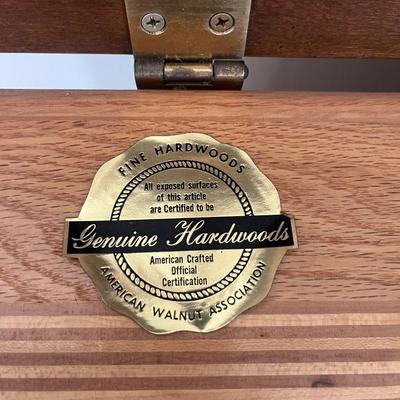 FINE HARDWOODS
All exposed surfaces
of this article
are Certified to be
Genuine Hardwoods
American Crafted
Official
Certification
AMERICAN WALNUT ASSOCIATION